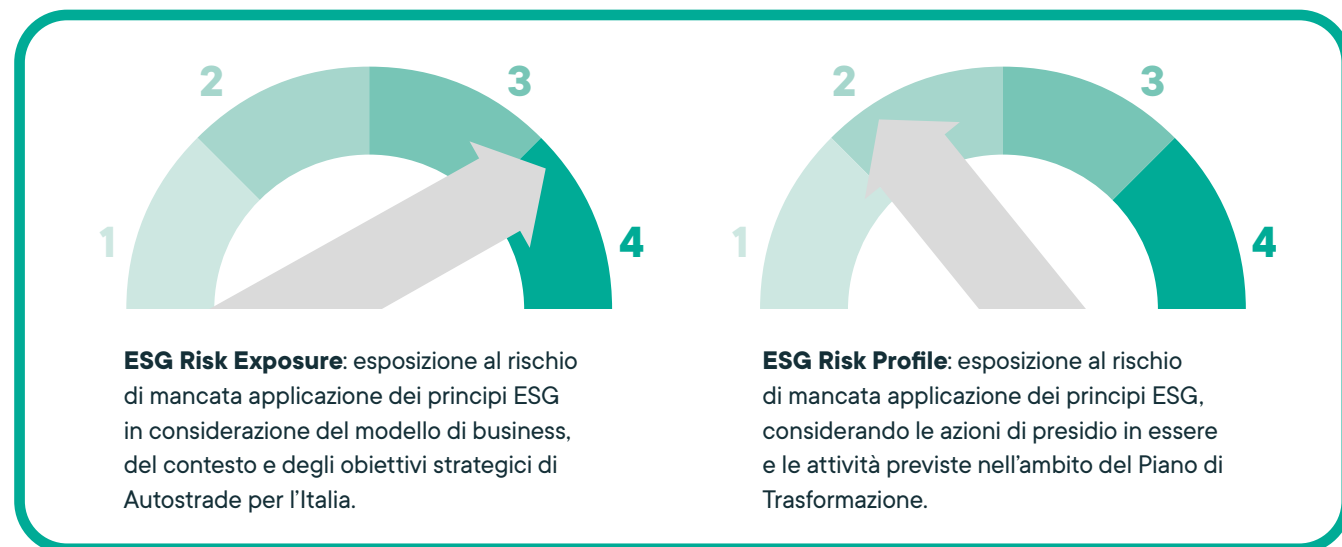 2
3
1
4
ESG Risk Exposure: esposizione al rischio
di mancata applicazione dei principi ESG
in considerazione del modello di business,
del contesto e degli obiettivi strategici di
Autostrade per l’Italia.
2
3
1
4
ESG Risk Profile: esposizione al rischio
di mancata applicazione dei principi ESG,
considerando le azioni di presidio in essere
e le attività previste nell’ambito del Piano di
Trasformazione.